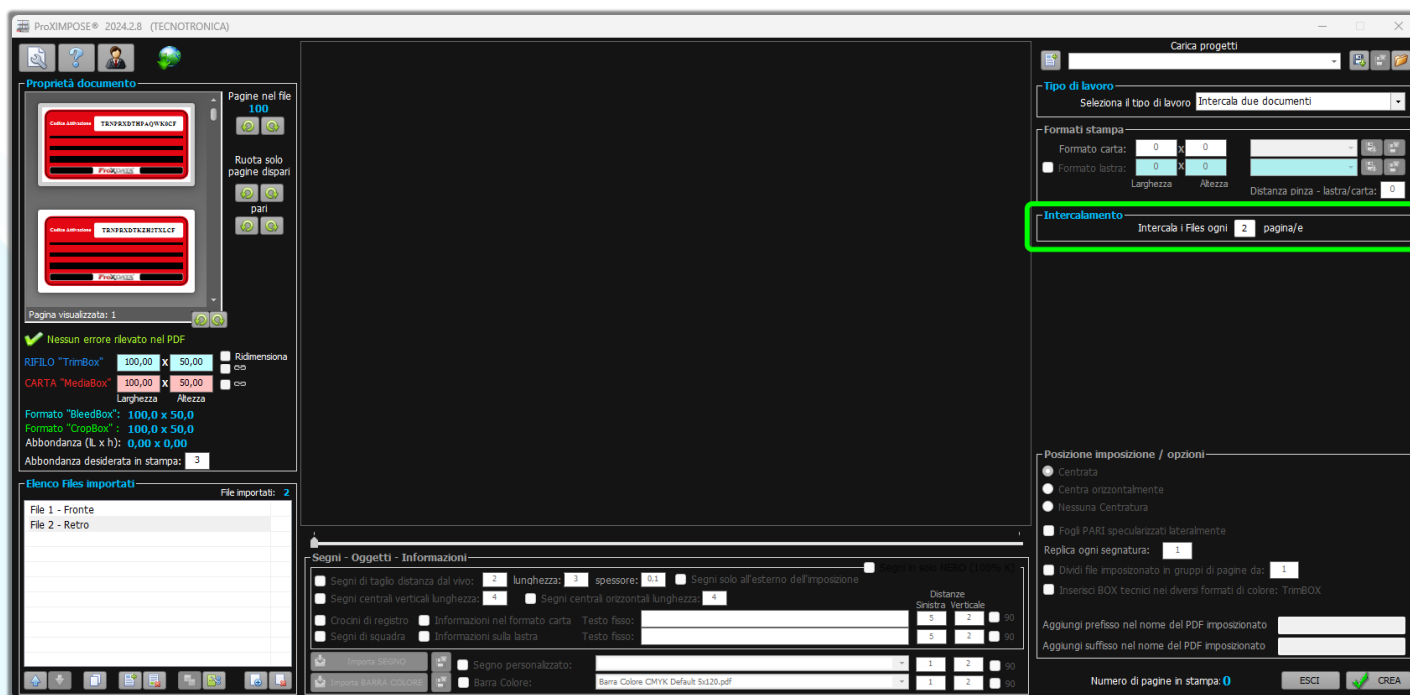 ProXIMPOSE® 2024.2.8 (TECNOTRONICA)
Carica progetti
Proprietà documento
Pagine nel file
100
Codice Attivazione TRNPRXDTHPAQWK0CF
ProXDATA
Ruota solo
pagine dispari
pari
Codice Attivazione TRNPRXDTKZH2TXLCF
ProXDATA
Pagina visualizzata: 1
Nessun errore rilevato nel PDF
RIFILO "TrimBox" 100,00 X 50,00 Ridimensiona
CARTA "MediaBox" 100,00 X 50,00
Larghezza Altezza
Formato "BleedBox": 100,0 x 50,0
Formato "CropBox" : 100,0 x 50,0
Abbondanza (lL x h): 0,00 x 0,00
Abbondanza desiderata in stampa: 3
Elenco Files importati
File importati: 2
File 1 - Fronte
File 2 - Retro
Segni - Oggetti - Informazioni
Segni in solo NERO (100% K)
Segni di taglio distanza dal vivo: 2 lunghezza: 3 spessore: 0,1 Segni solo all'esterno dell'imposizione
Segni centrali verticali lunghezza: 4 Segni centrali orizzontali lunghezza: 4
Distanze
Sinistra Verticale
Crocini di registro Informazioni nel formato carta Testo fisso: 5 2 90
Segni di squadra Informazioni sulla lastra Testo fisso: 5 2 90
Importa SEGNO Segno personalizzato: 1 2 90
Importa BARRA COLORE Barra Colore: Barra Colore CMYK Default 5x120.pdf 1 2 90
Tipo di lavoro
Seleziona il tipo di lavoro Intercala due documenti
Formati stampa
Formato carta: 0 X 0
Formato lastra: 0 X 0
Larghezza Altezza Distanza pinza - lastra/carta: 0
Intercalamento
Intercala i Files ogni 2 pagina/e
Posizione imposizione / opzioni
Centrata
Centra orizzontalmente
Nessuna Centratura
Fogli PARI specularizzati lateralmente
Replica ogni segnatura: 1
Dividi file imposizonato in gruppi di pagine da: 1
Inserisci BOX tecnici nei diversi formati di colore: TrimBOX
Aggiungi prefisso nel nome del PDF imposizionato
Aggiungi suffisso nel nome del PDF imposizionato
Numero di pagine in stampa: 0 ESCI CREA